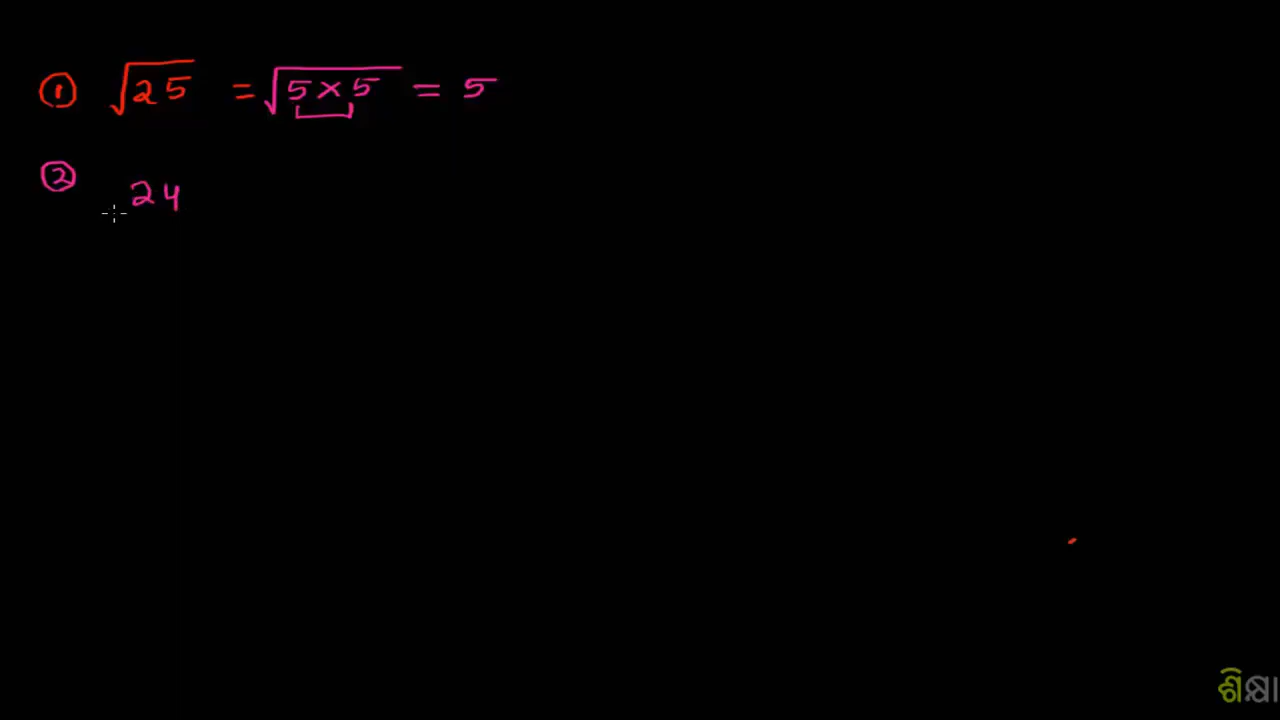 ① √25 = √5×5 = 5
② 24
ଶିକ୍ଷା